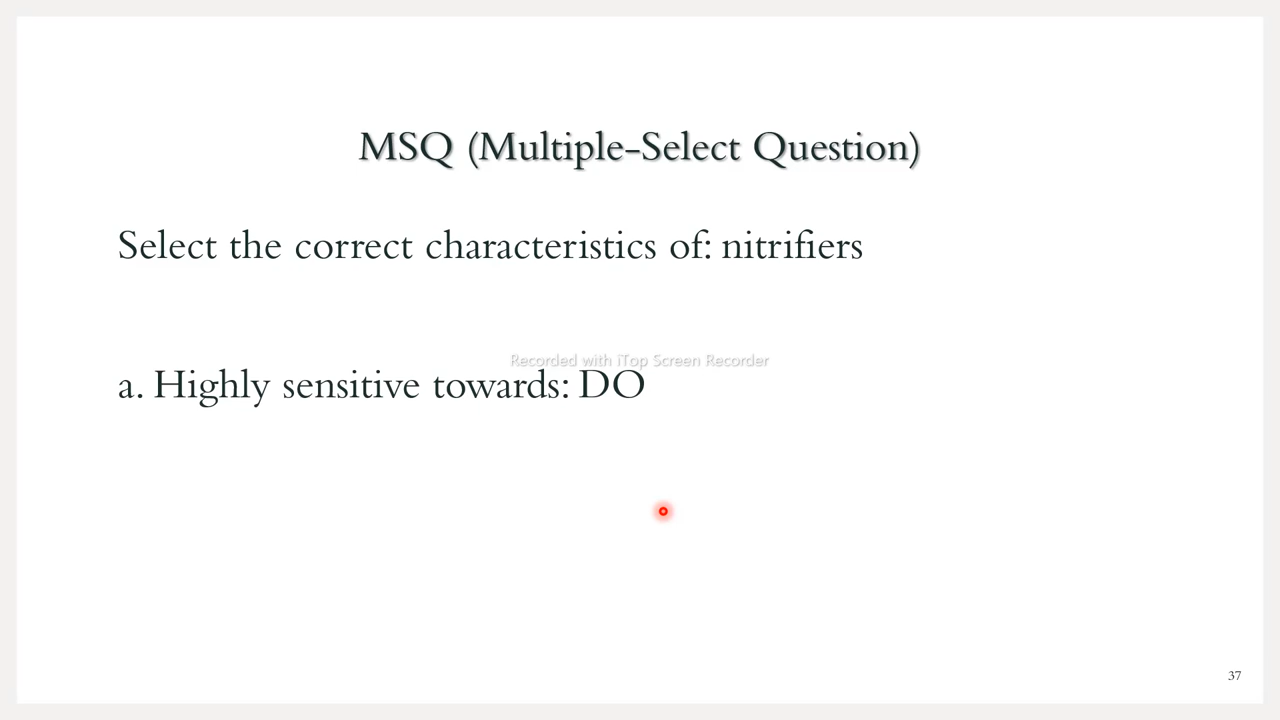 MSQ (Multiple-Select Question)
Select the correct characteristics of: nitrifiers
Recorded with iTop Screen Recorder
a. Highly sensitive towards: DO
37